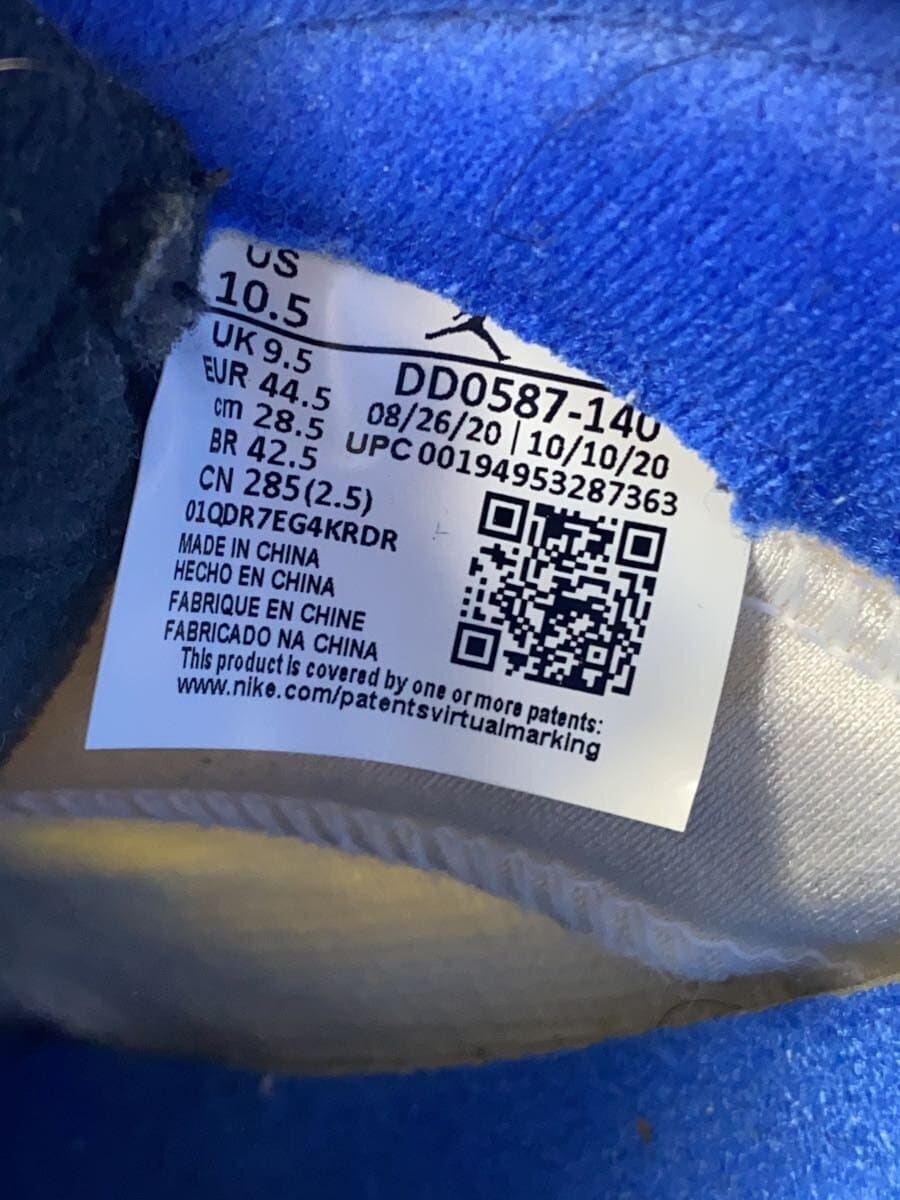 US
10.5
UK 9.5
EUR 44.5
cm 28.5
BR 42.5
CN 285(2.5)
01QDR7EG4KRDR
MADE IN CHINA
HECHO EN CHINA
FABRIQUE EN CHINE
FABRICADO NA CHINA
DD0587-140
08/26/20 | 10/10/20
UPC 00194953287363
This product is covered by one or more patents:
www.nike.com/patentsvirtualmarking